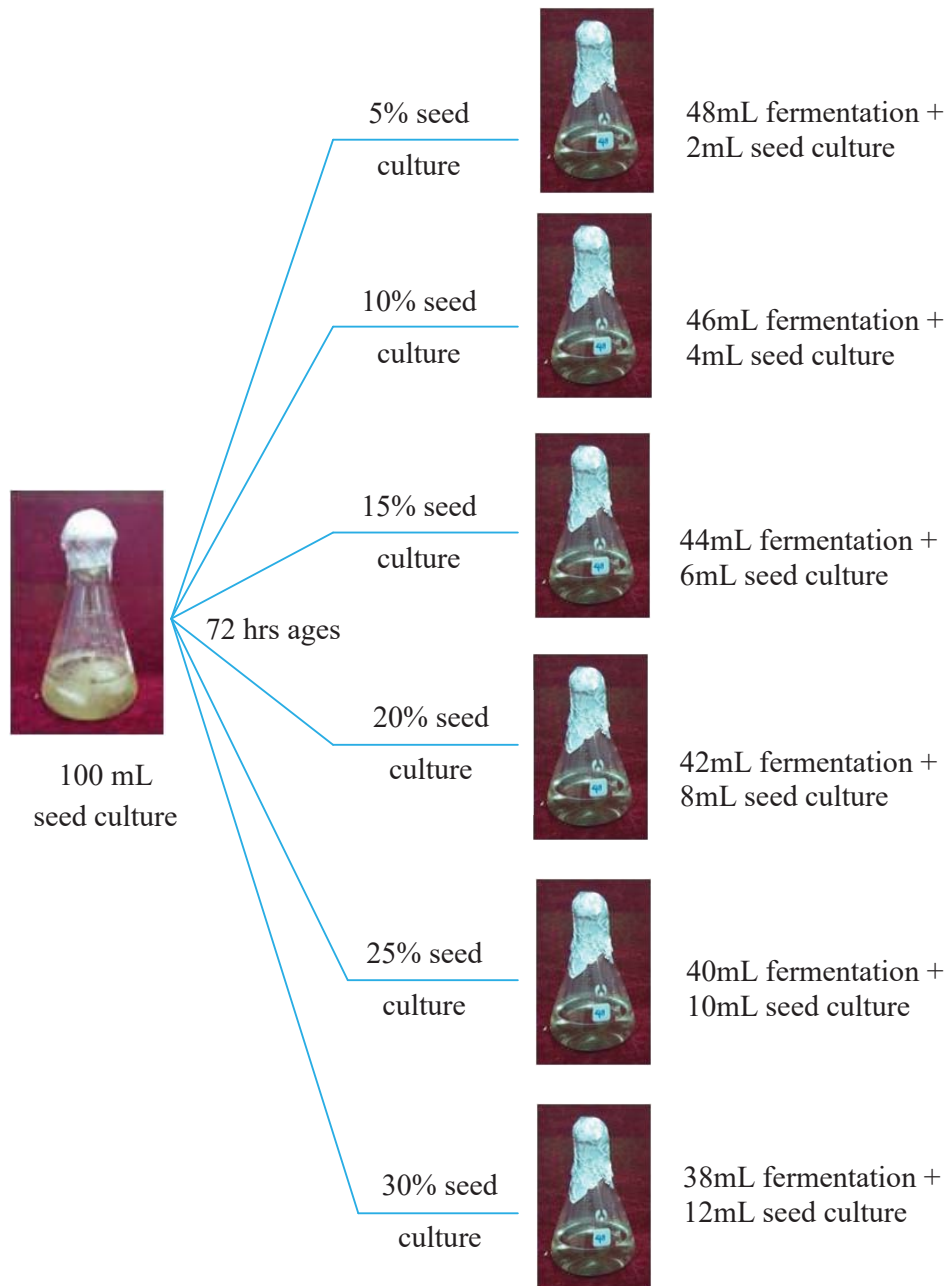 5% seed
culture
48mL fermentation +
2mL seed culture
10% seed
culture
46mL fermentation +
4mL seed culture
15% seed
culture
44mL fermentation +
6mL seed culture
72 hrs ages
20% seed
culture
42mL fermentation +
8mL seed culture
100 mL
seed culture
25% seed
culture
40mL fermentation +
10mL seed culture
30% seed
culture
38mL fermentation +
12mL seed culture